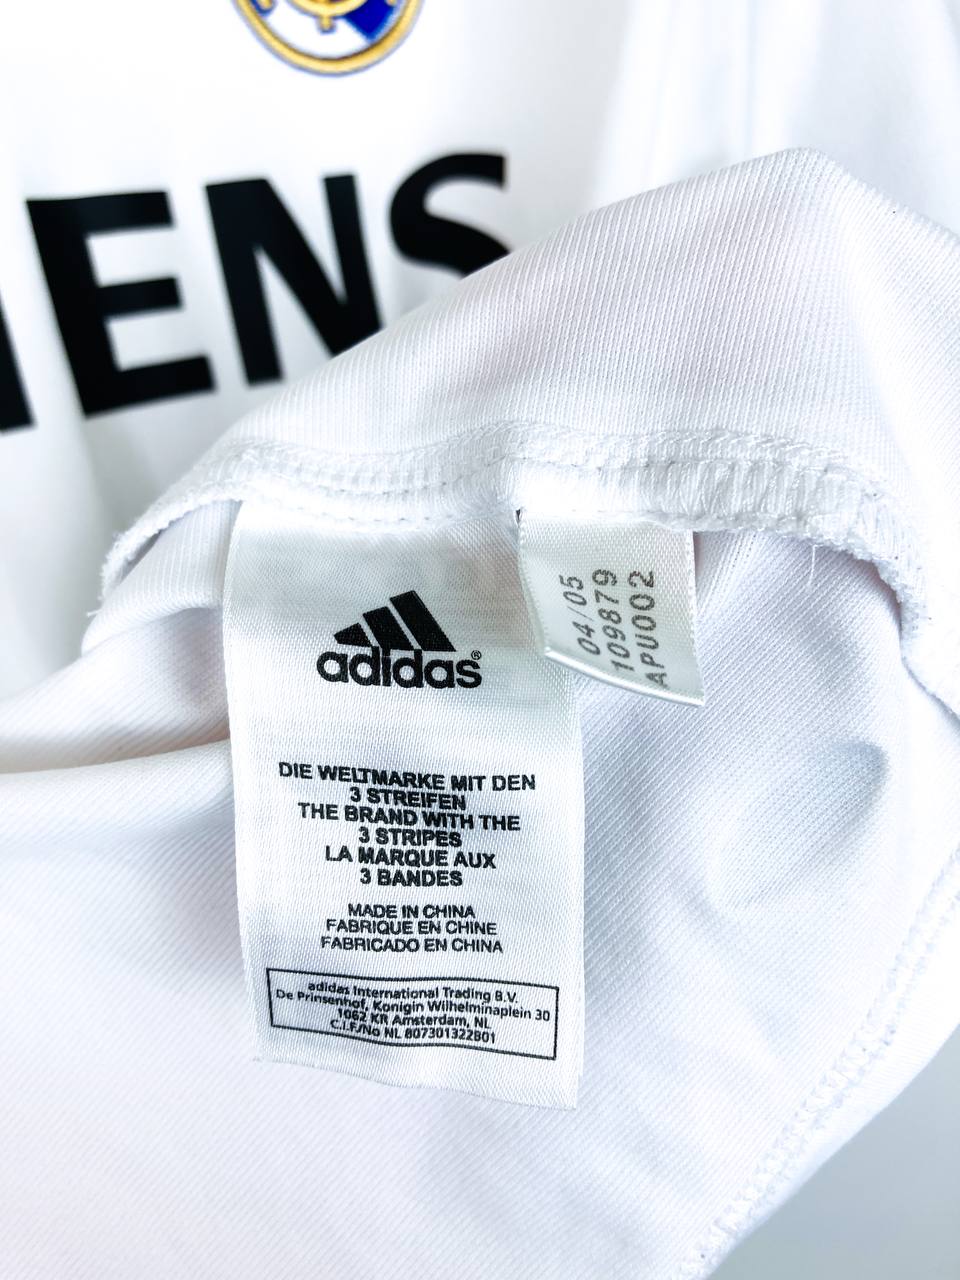 IENS
adidas®
DIE WELTMARKE MIT DEN
3 STREIFEN
THE BRAND WITH THE
3 STRIPES
LA MARQUE AUX
3 BANDES
MADE IN CHINA
FABRIQUE EN CHINE
FABRICADO EN CHINA
adidas International Trading B.V.
De Prinsenhof, Konigin Wilhelminaplein 30
1062 KR Amsterdam, NL
C.I.F./No NL 807301322B01
04/05
109879
APU002